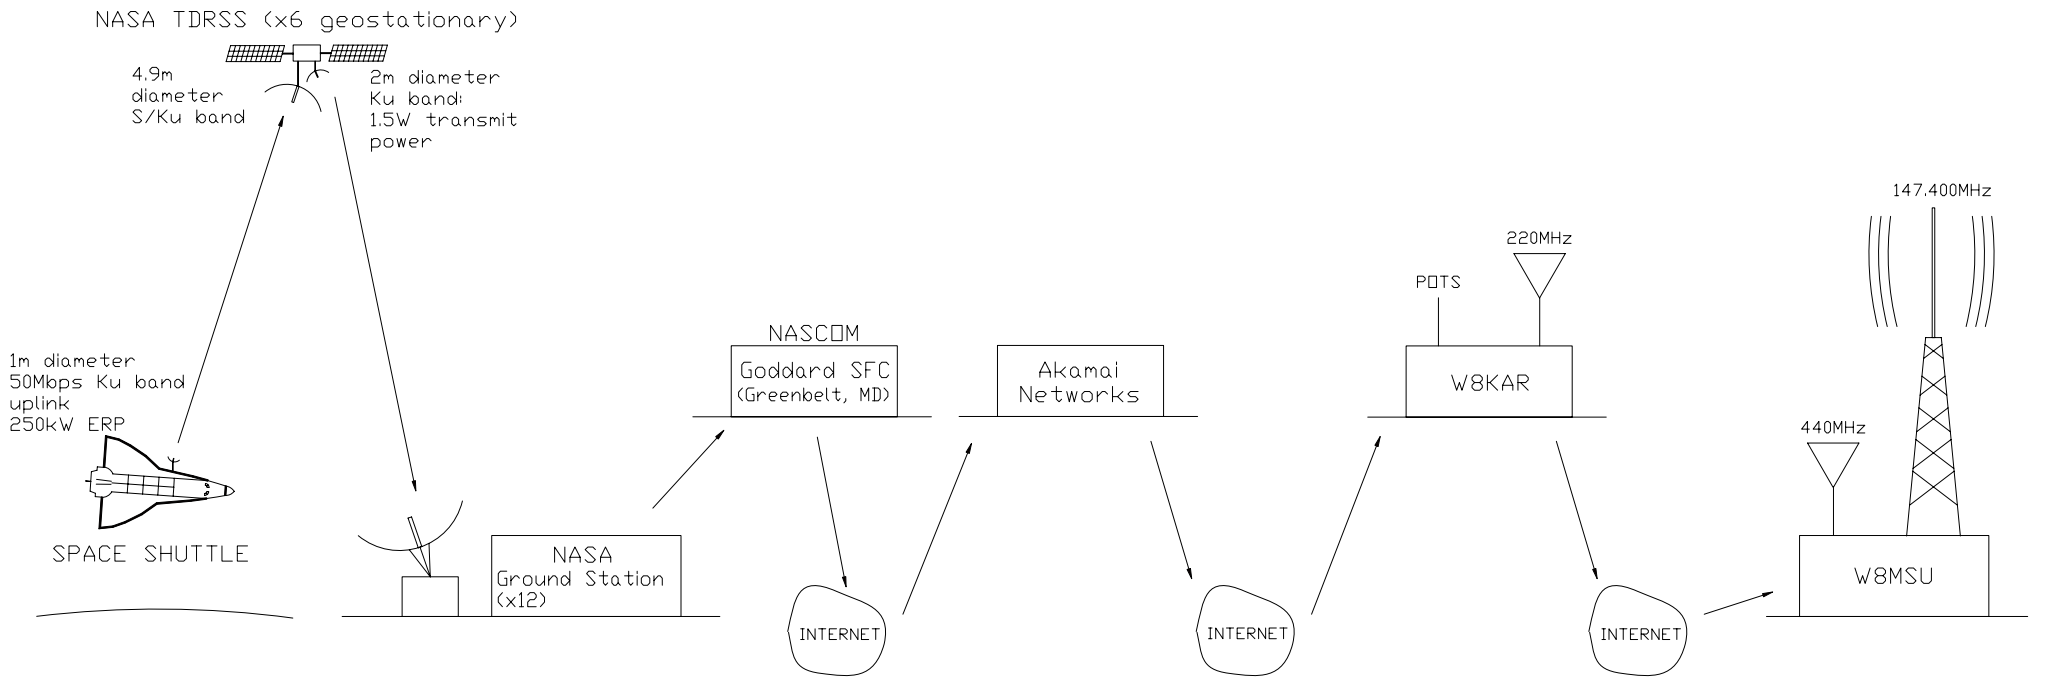 NASA TDRSS (x6 geostationary)
4.9m
diameter
S/Ku band
2m diameter
Ku band:
1.5W transmit
power
1m diameter
50Mbps Ku band
uplink
250kW ERP
SPACE SHUTTLE
NASA
Ground Station
(x12)
NASCOM
Goddard SFC
(Greenbelt, MD)
INTERNET
Akamai
Networks
INTERNET
POTS
220MHz
W8KAR
INTERNET
440MHz
147.400MHz
W8MSU